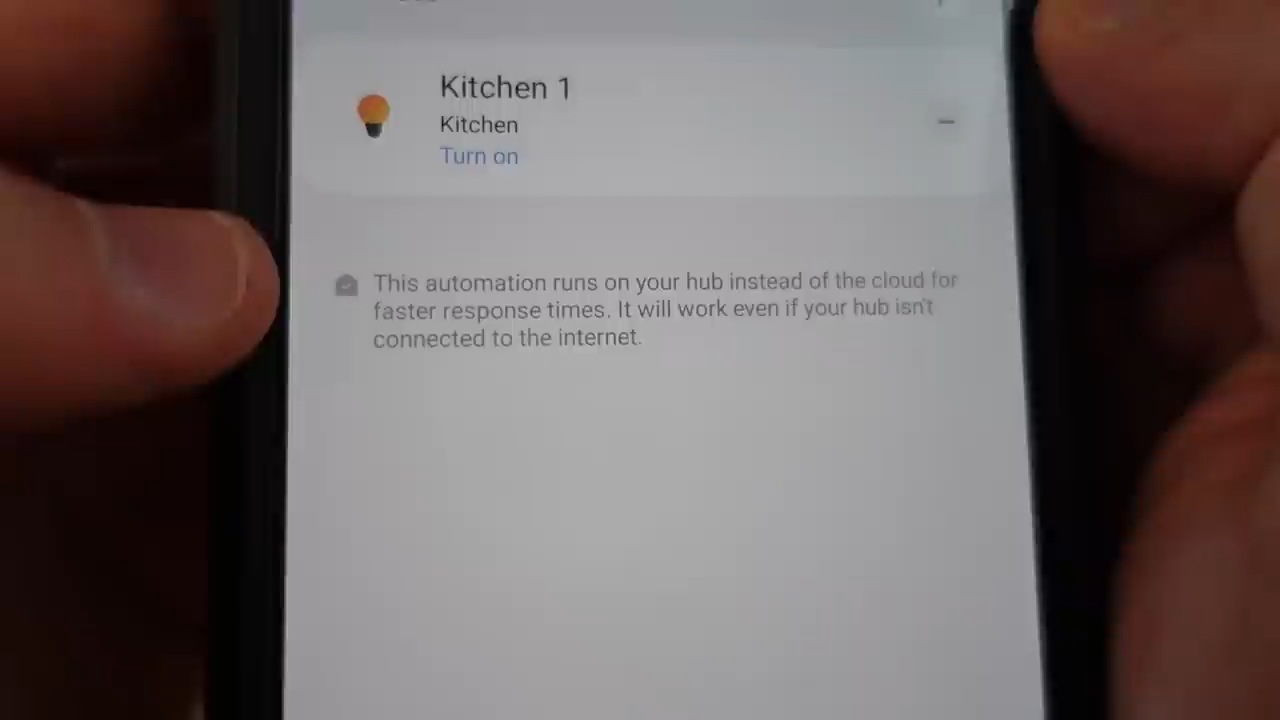 Kitchen 1
Kitchen
Turn on
This automation runs on your hub instead of the cloud for
faster response times. It will work even if your hub isn't
connected to the internet.